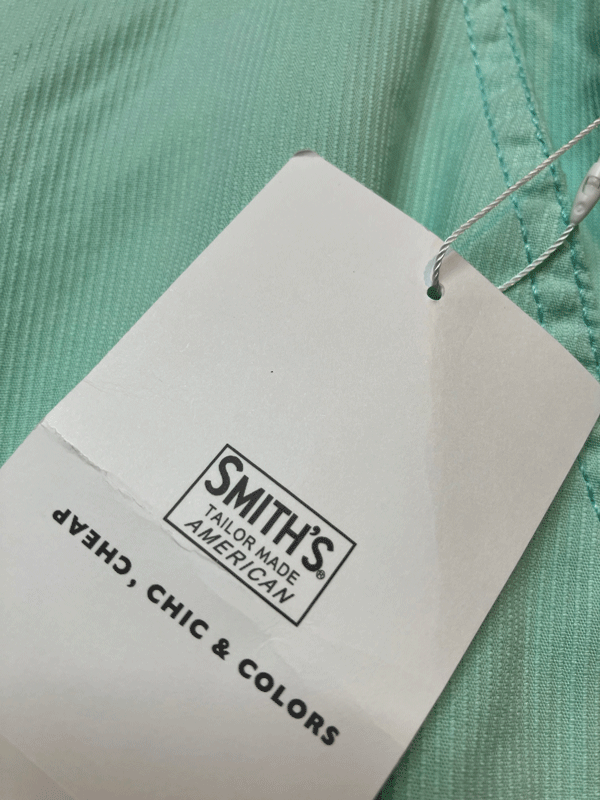 SMITH'S®
TAILOR MADE
AMERICAN
CHEAP, CHIC & COLORS